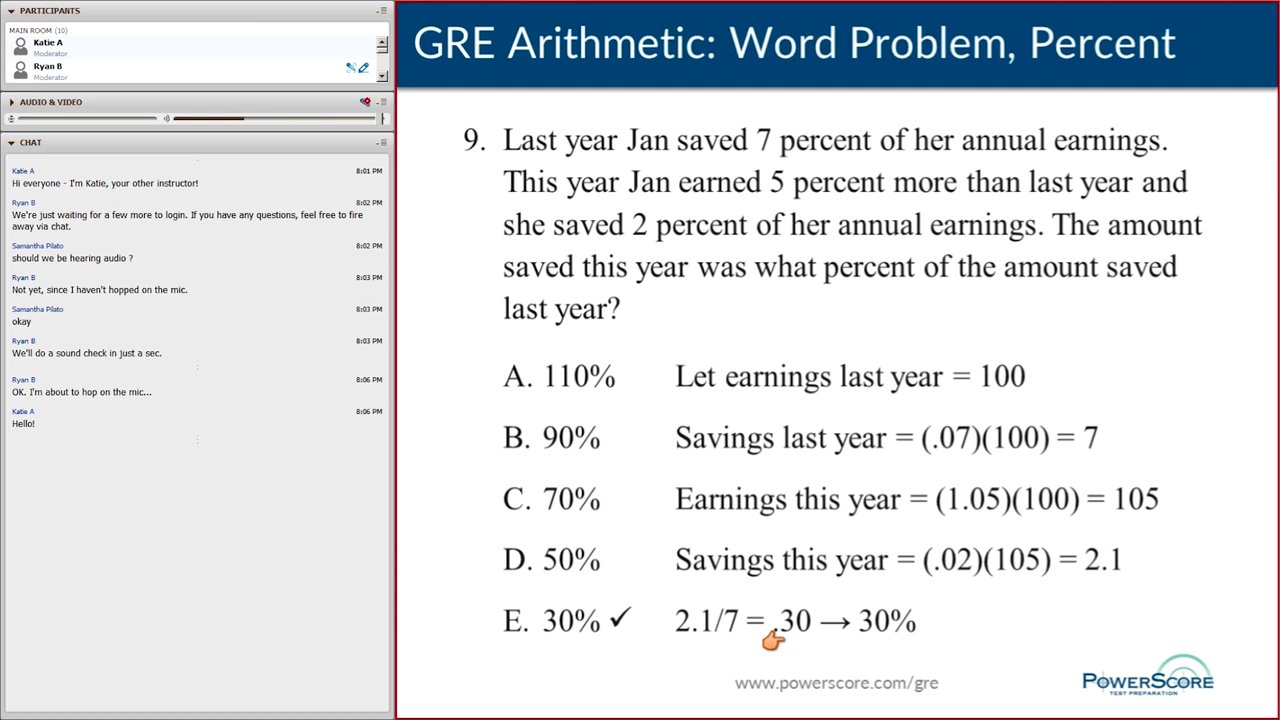 PARTICIPANTS
MAIN ROOM (10)
Katie A
Moderator
Ryan B
Moderator
AUDIO & VIDEO
CHAT
Katie A 8:01 PM
Hi everyone - I'm Katie, your other instructor!
Ryan B 8:02 PM
We're just waiting for a few more to login. If you have any questions, feel free to fire
away via chat.
Samantha Pilato 8:02 PM
should we be hearing audio ?
Ryan B 8:03 PM
Not yet, since I haven't hopped on the mic.
Samantha Pilato 8:03 PM
okay
Ryan B 8:03 PM
We'll do a sound check in just a sec.
Ryan B 8:06 PM
OK. I'm about to hop on the mic...
Katie A 8:06 PM
Hello!
GRE Arithmetic: Word Problem, Percent
9. Last year Jan saved 7 percent of her annual earnings.
This year Jan earned 5 percent more than last year and
she saved 2 percent of her annual earnings. The amount
saved this year was what percent of the amount saved
last year?
A. 110% Let earnings last year = 100
B. 90% Savings last year = (.07)(100) = 7
C. 70% Earnings this year = (1.05)(100) = 105
D. 50% Savings this year = (.02)(105) = 2.1
E. 30% ✓ 2.1/7 = .30 → 30%
www.powerscore.com/gre
POWERSCORE
TEST PREPARATION